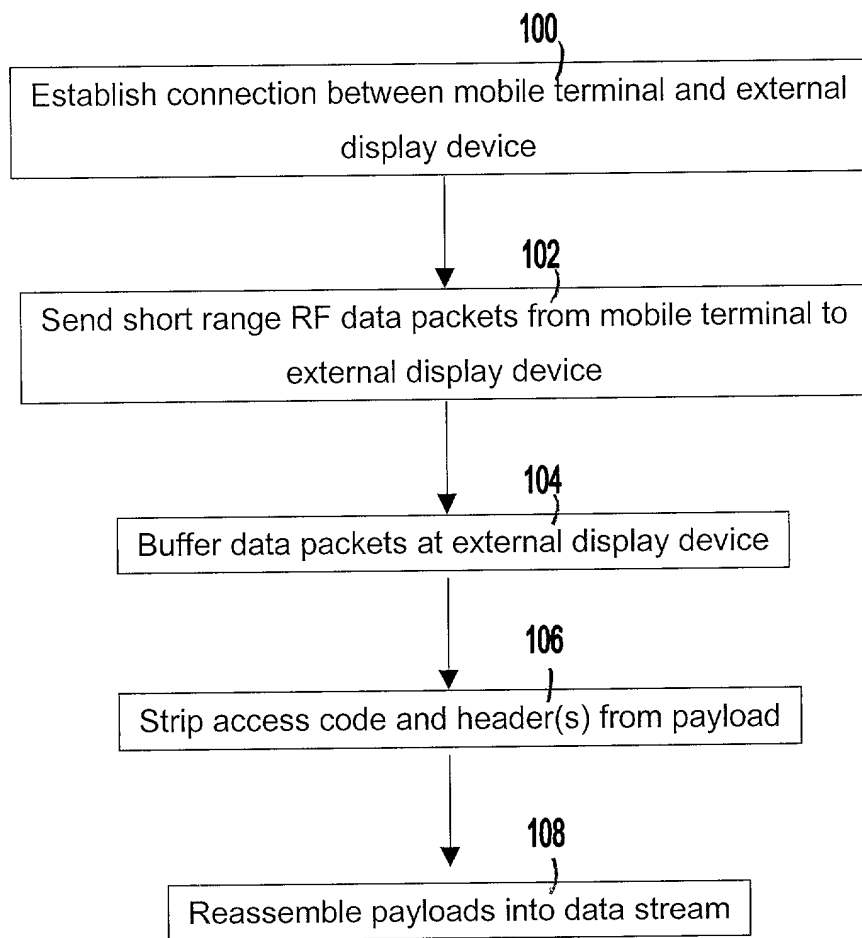 100
Establish connection between mobile terminal and external
display device
102
Send short range RF data packets from mobile terminal to
external display device
104
Buffer data packets at external display device
106
Strip access code and header(s) from payload
108
Reassemble payloads into data stream